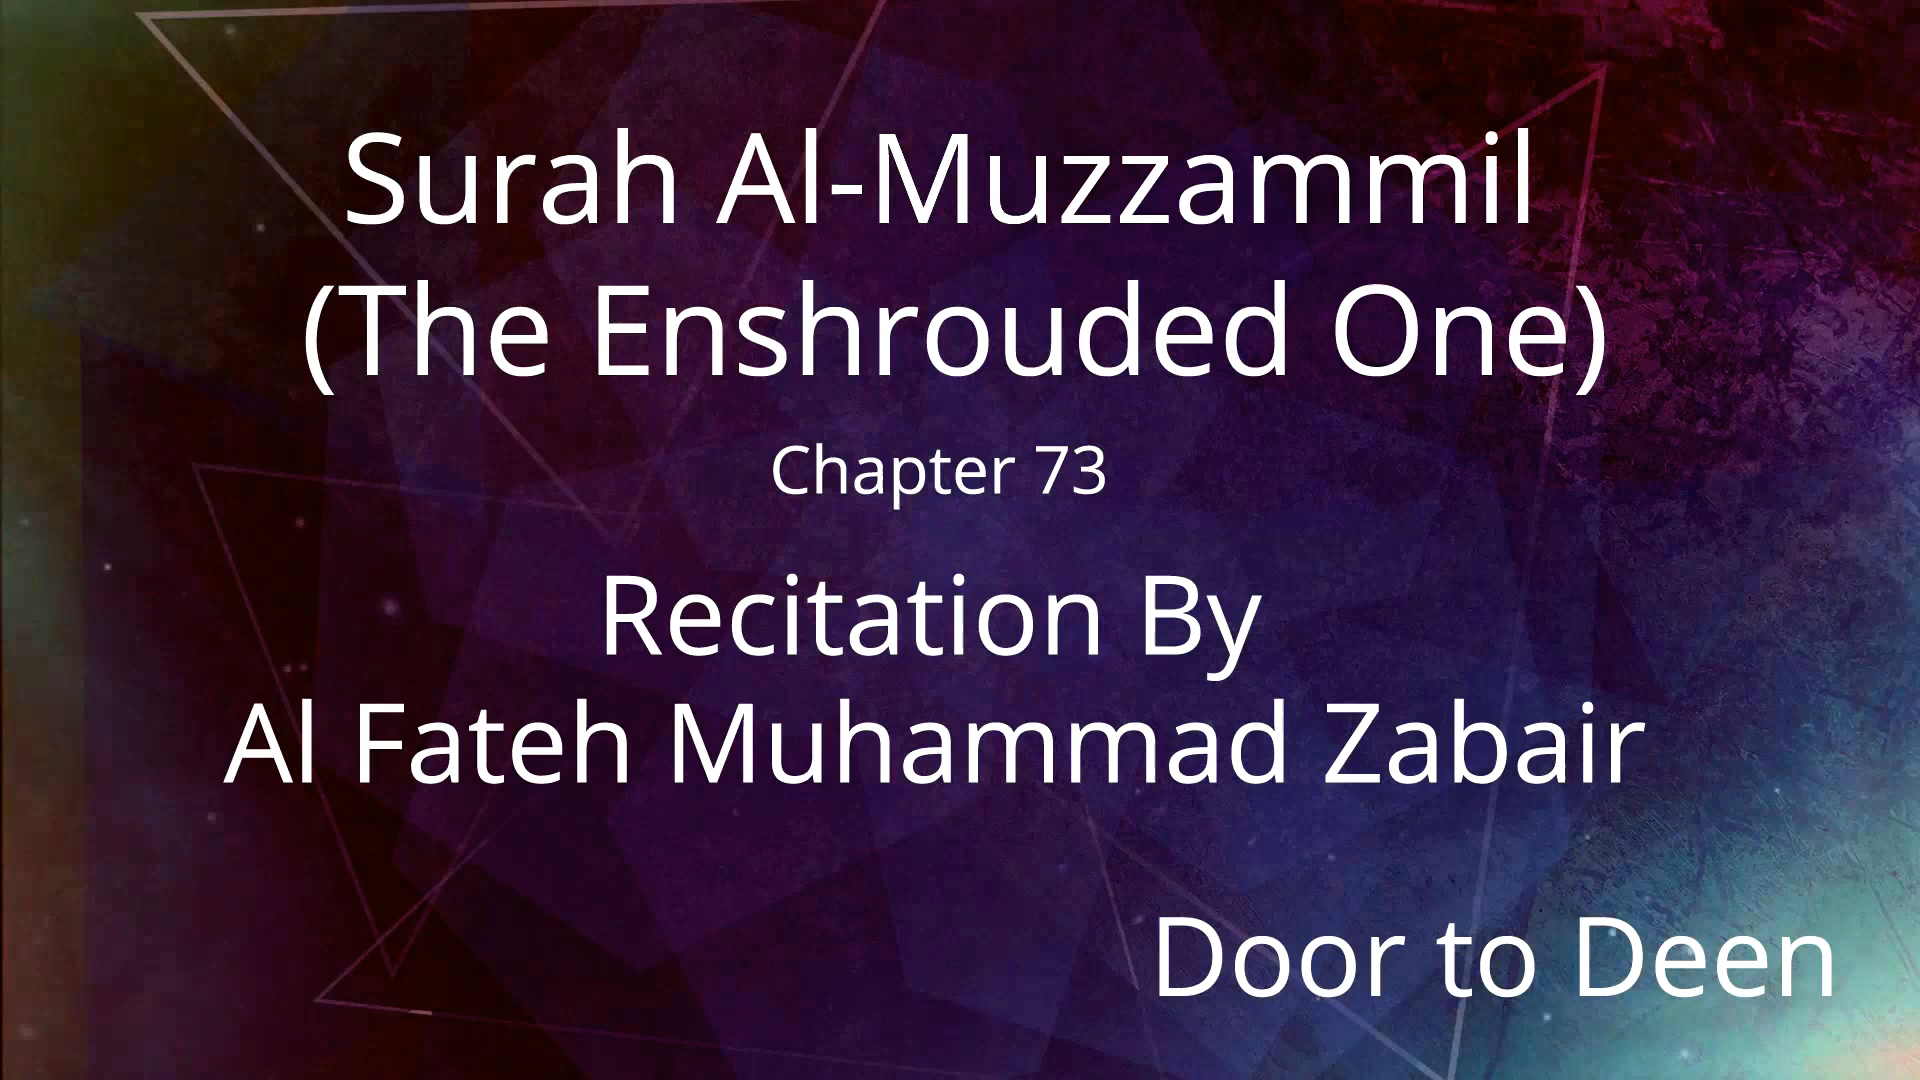 Surah Al-Muzzammil
(The Enshrouded One)
Chapter 73
Recitation By
Al Fateh Muhammad Zabair
Door to Deen